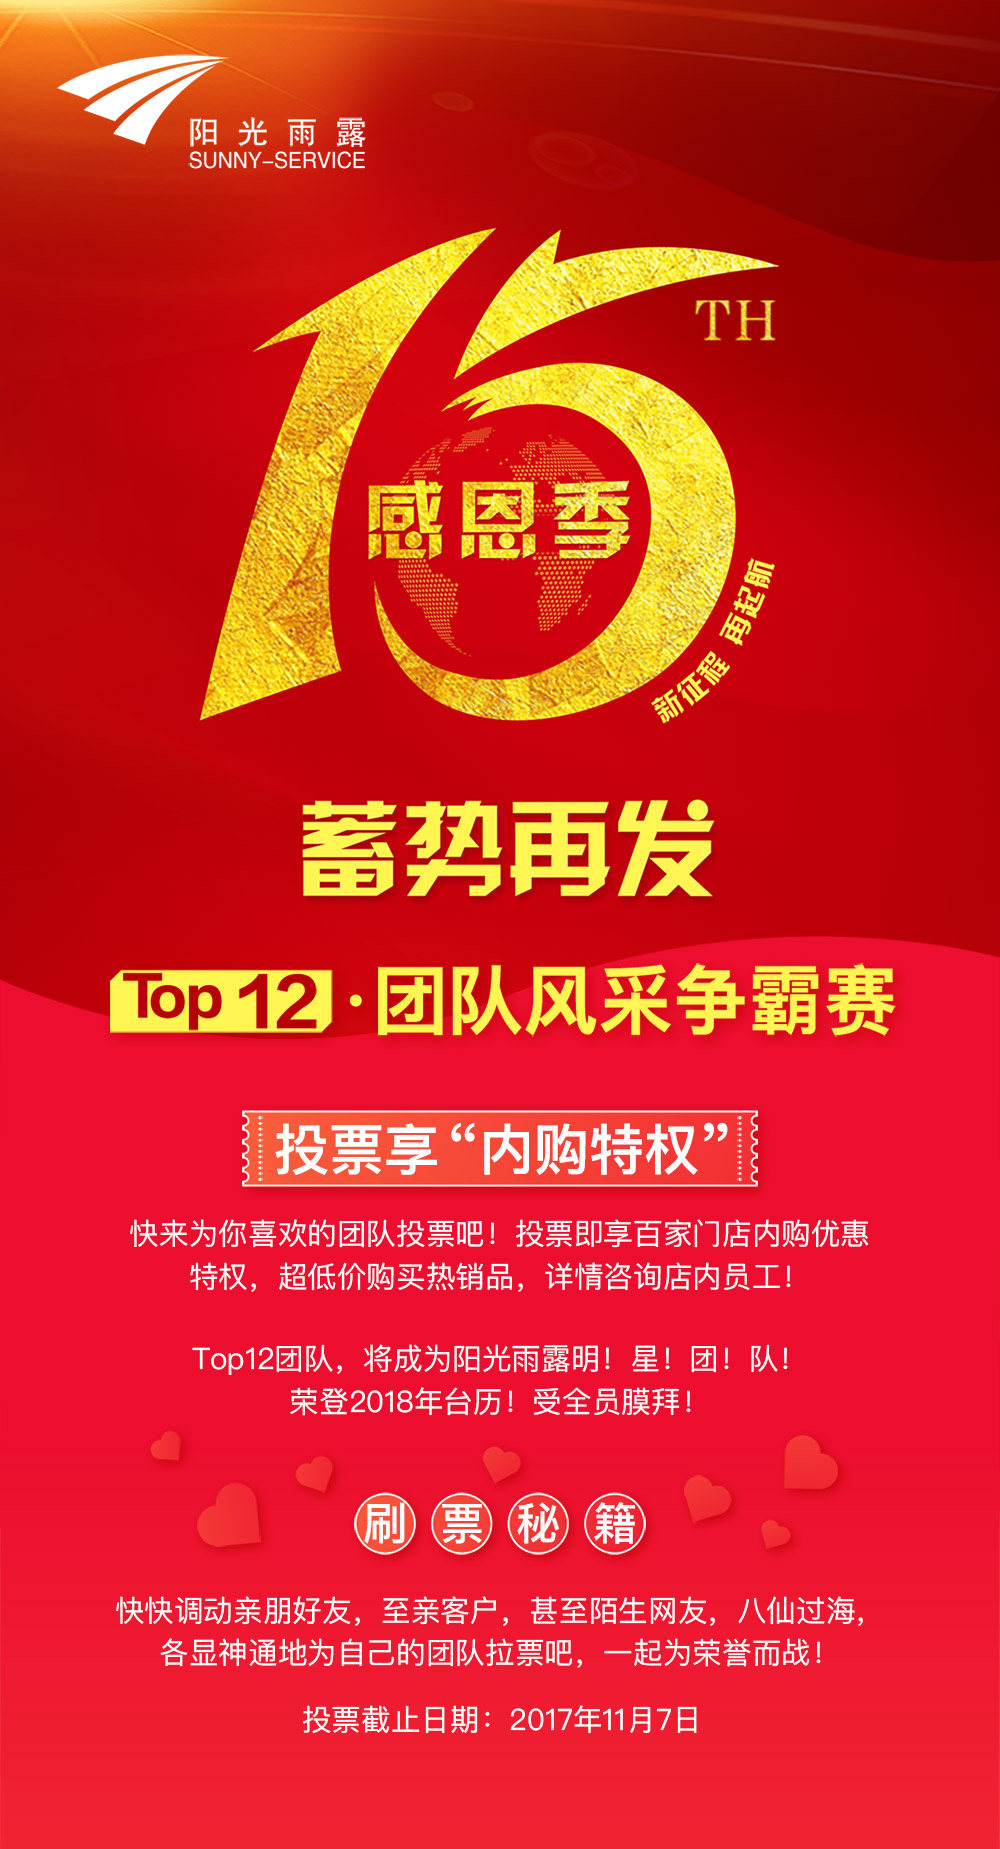 阳光雨露
SUNNY-SERVICE
15TH
感恩季
新征程 再起航
蓄势再发
Top 12·团队风采争霸赛
投票享“内购特权”
快来为你喜欢的团队投票吧！投票即享百家门店内购优惠
特权，超低价购买热销品，详情咨询店内员工！
Top12团队，将成为阳光雨露明！星！团！队！
荣登2018年台历！受全员膜拜！
刷票秘籍
快快调动亲朋好友，至亲客户，甚至陌生网友，八仙过海，
各显神通地为自己的团队拉票吧，一起为荣誉而战！
投票截止日期：2017年11月7日